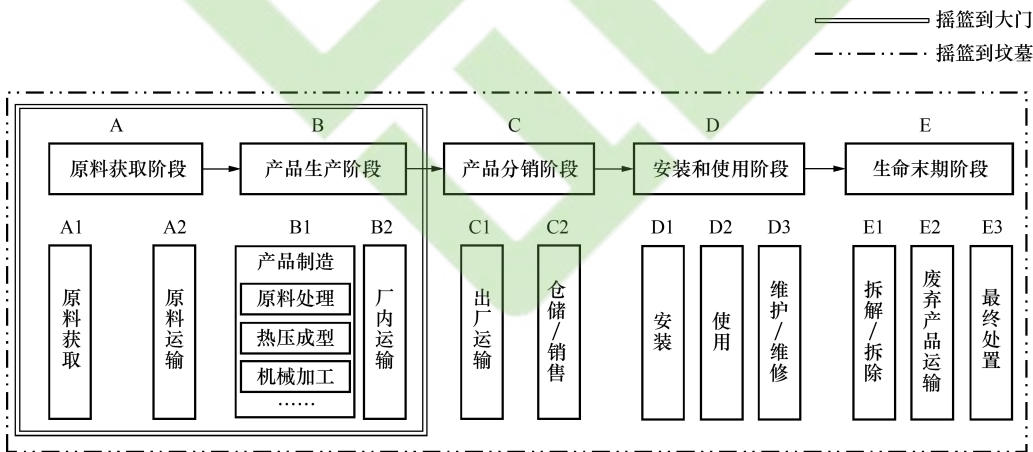 摇篮到大门
摇篮到坟墓
A
B
C
D
E
原料获取阶段
产品生产阶段
产品分销阶段
安装和使用阶段
生命末期阶段
A1
A2
B1
B2
C1
C2
D1
D2
D3
E1
E2
E3
原料获取
原料运输
产品制造
原料处理
热压成型
机械加工
……
厂内运输
出厂运输
仓储/销售
安装
使用
维护/维修
拆解/拆除
废弃产品运输
最终处置